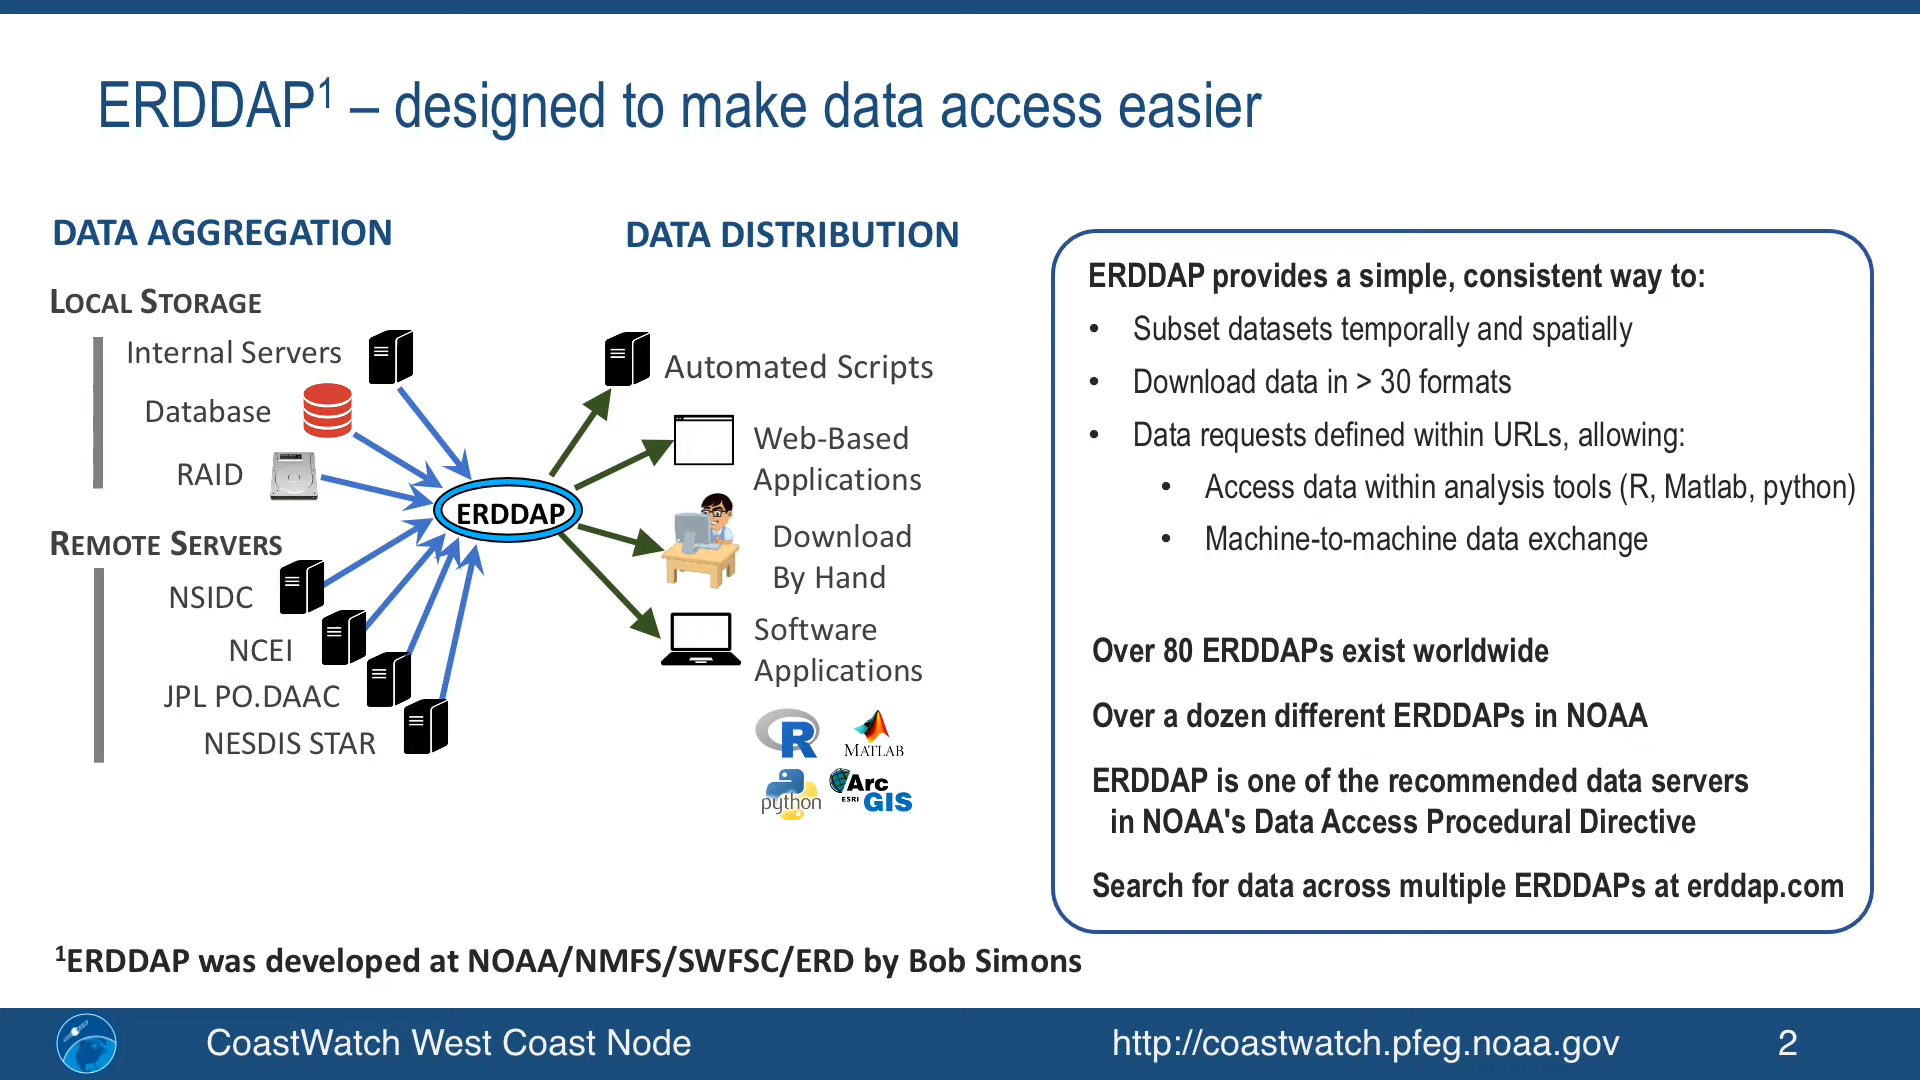 ERDDAP¹ – designed to make data access easier
DATA AGGREGATION
LOCAL STORAGE
Internal Servers
Database
RAID
REMOTE SERVERS
NSIDC
NCEI
JPL PO.DAAC
NESDIS STAR
ERDDAP
DATA DISTRIBUTION
Automated Scripts
Web-Based
Applications
Download
By Hand
Software
Applications
R
MATLAB
python
Arc
ESRI GIS
ERDDAP provides a simple, consistent way to:
• Subset datasets temporally and spatially
• Download data in > 30 formats
• Data requests defined within URLs, allowing:
• Access data within analysis tools (R, Matlab, python)
• Machine-to-machine data exchange
Over 80 ERDDAPs exist worldwide
Over a dozen different ERDDAPs in NOAA
ERDDAP is one of the recommended data servers
in NOAA's Data Access Procedural Directive
Search for data across multiple ERDDAPs at erddap.com
¹ERDDAP was developed at NOAA/NMFS/SWFSC/ERD by Bob Simons
CoastWatch West Coast Node
http://coastwatch.pfeg.noaa.gov
2